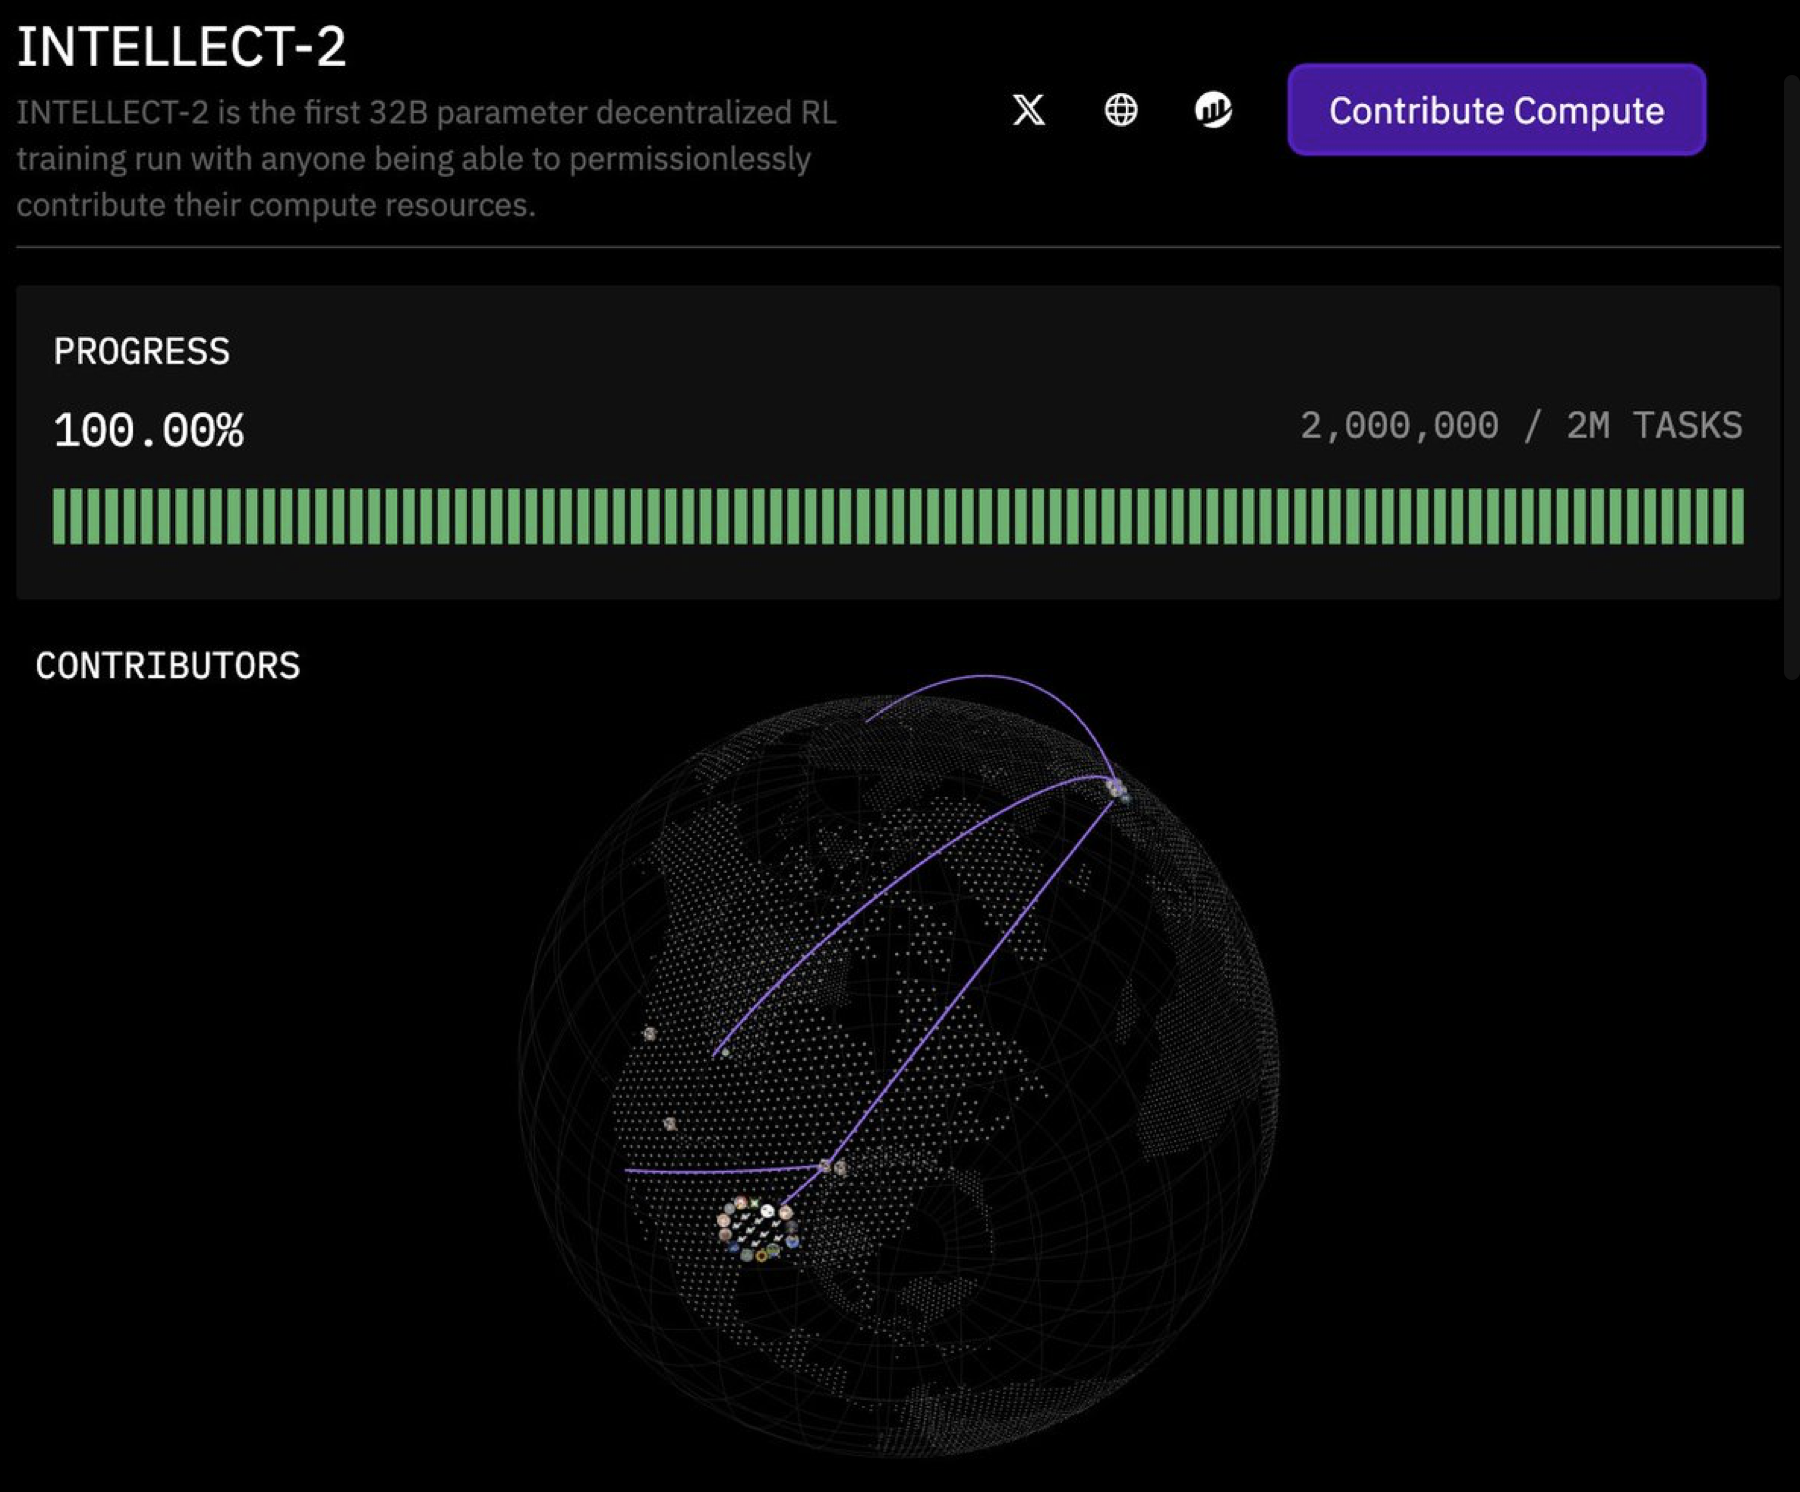 INTELLECT-2
INTELLECT-2 is the first 32B parameter decentralized RL
training run with anyone being able to permissionlessly
contribute their compute resources.
Contribute Compute
PROGRESS
100.00%
2,000,000 / 2M TASKS
CONTRIBUTORS